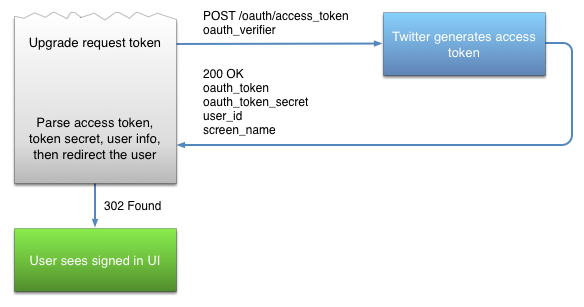 POST /oauth/access_token
oauth_verifier
Upgrade request token
Twitter generates access
token
200 OK
oauth_token
oauth_token_secret
user_id
screen_name
Parse access token,
token secret, user info,
then redirect the user
302 Found
User sees signed in UI